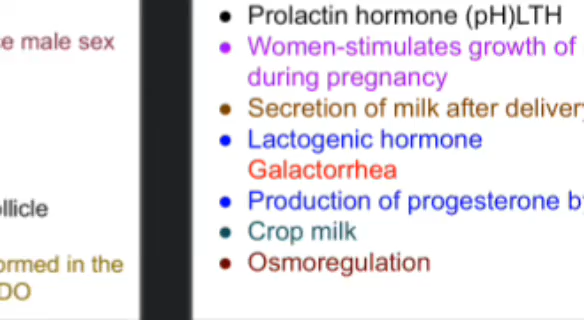 male sex
ollicle
ormed in the
DO
Prolactin hormone (pH)LTH
Women-stimulates growth of
during pregnancy
Secretion of milk after delivery
Lactogenic hormone
Galactorrhea
Production of progesterone b
Crop milk
Osmoregulation